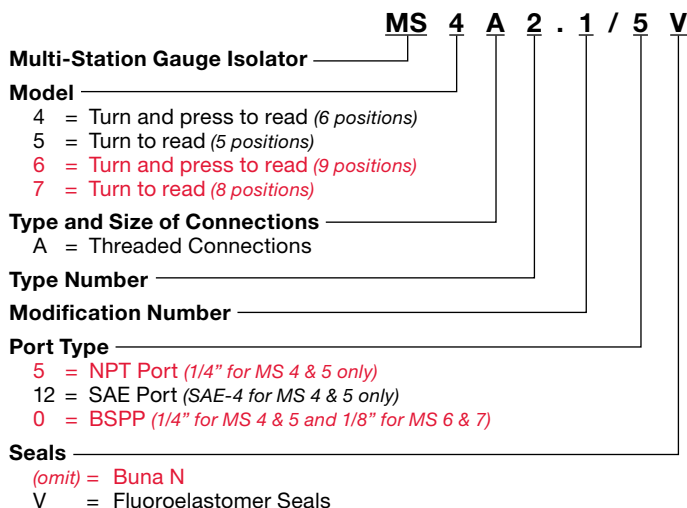 MS 4 A 2 . 1 / 5 V
Multi-Station Gauge Isolator
Model
4 = Turn and press to read (6 positions)
5 = Turn to read (5 positions)
6 = Turn and press to read (9 positions)
7 = Turn to read (8 positions)
Type and Size of Connections
A = Threaded Connections
Type Number
Modification Number
Port Type
5 = NPT Port (1/4” for MS 4 & 5 only)
12 = SAE Port (SAE-4 for MS 4 & 5 only)
0 = BSPP (1/4” for MS 4 & 5 and 1/8” for MS 6 & 7)
Seals
(omit) = Buna N
V = Fluoroelastomer Seals